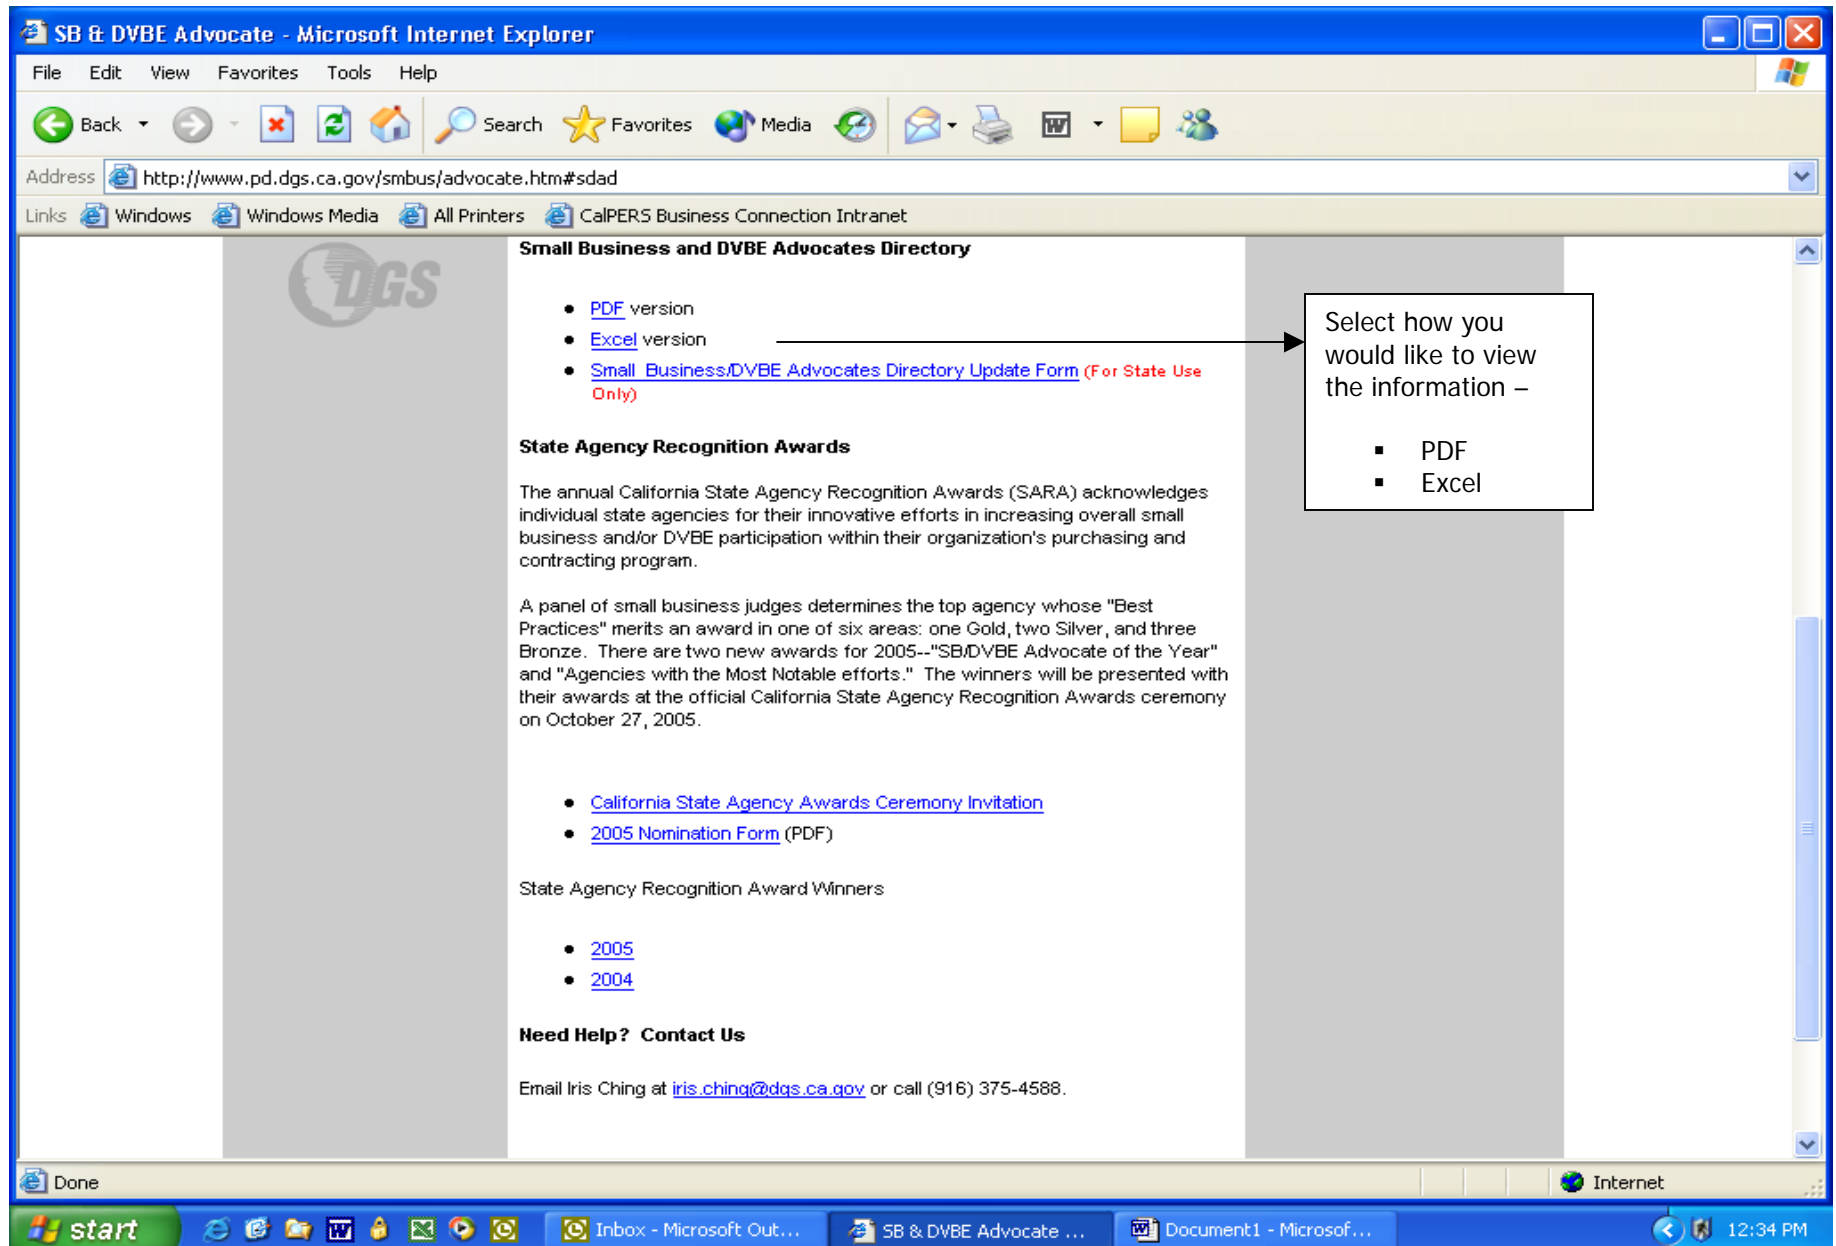 SB & DVBE Advocate - Microsoft Internet Explorer
File Edit View Favorites Tools Help
Back Search Favorites Media
Address http://www.pd.dgs.ca.gov/smbus/advocate.htm#sdad
Links Windows Windows Media All Printers CalPERS Business Connection Intranet
DGS
Small Business and DVBE Advocates Directory
• PDF version
• Excel version
• Small Business/DVBE Advocates Directory Update Form (For State Use
Only)
Select how you
would like to view
the information –
▪ PDF
▪ Excel
State Agency Recognition Awards
The annual California State Agency Recognition Awards (SARA) acknowledges
individual state agencies for their innovative efforts in increasing overall small
business and/or DVBE participation within their organization's purchasing and
contracting program.
A panel of small business judges determines the top agency whose "Best
Practices" merits an award in one of six areas: one Gold, two Silver, and three
Bronze. There are two new awards for 2005--"SB/DVBE Advocate of the Year"
and "Agencies with the Most Notable efforts." The winners will be presented with
their awards at the official California State Agency Recognition Awards ceremony
on October 27, 2005.
• California State Agency Awards Ceremony Invitation
• 2005 Nomination Form (PDF)
State Agency Recognition Award Winners
• 2005
• 2004
Need Help? Contact Us
Email Iris Ching at iris.ching@dgs.ca.gov or call (916) 375-4588.
Done Internet
start Inbox - Microsoft Out... SB & DVBE Advocate ... Document1 - Microsof... 12:34 PM